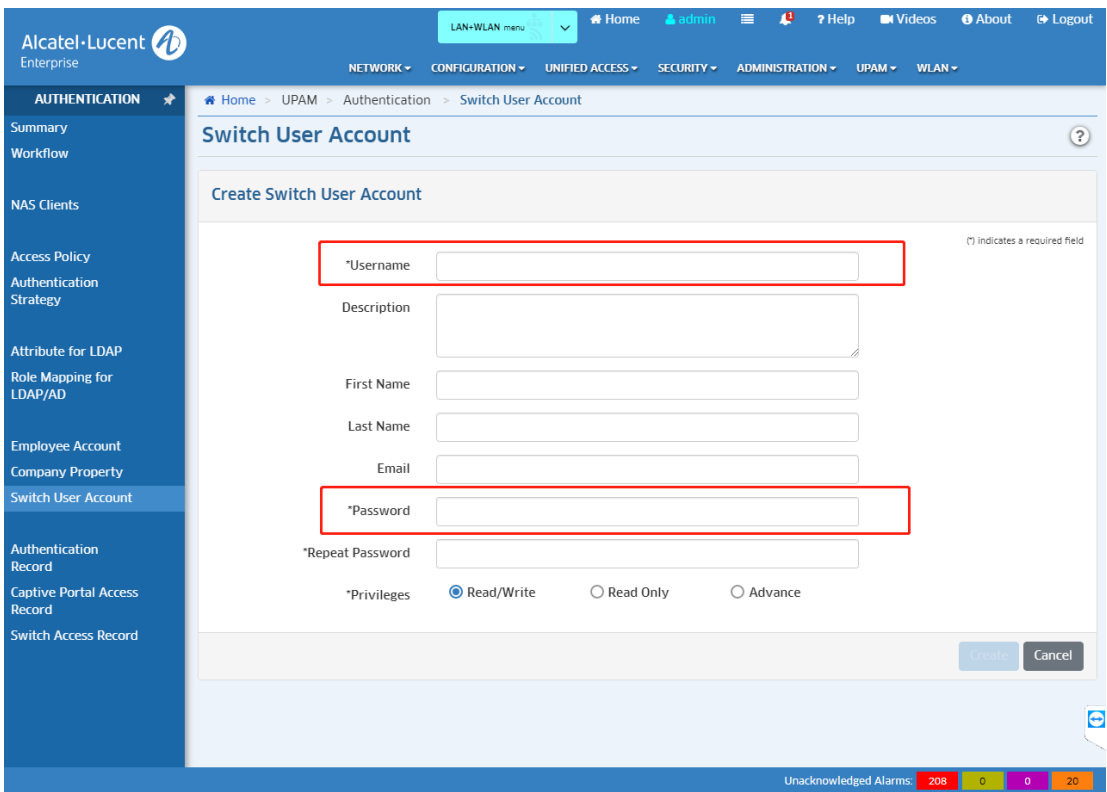 Alcatel·Lucent
Enterprise
LAN+WLAN menu
Home
admin
1
? Help
Videos
About
Logout
NETWORK
CONFIGURATION
UNIFIED ACCESS
SECURITY
ADMINISTRATION
UPAM
WLAN
AUTHENTICATION
Summary
Workflow
NAS Clients
Access Policy
Authentication
Strategy
Attribute for LDAP
Role Mapping for
LDAP/AD
Employee Account
Company Property
Switch User Account
Authentication
Record
Captive Portal Access
Record
Switch Access Record
Home > UPAM > Authentication > Switch User Account
Switch User Account
?
Create Switch User Account
(*) indicates a required field
*Username
Description
First Name
Last Name
Email
*Password
*Repeat Password
*Privileges
Read/Write
Read Only
Advance
Create
Cancel
Unacknowledged Alarms: 208 0 0 20